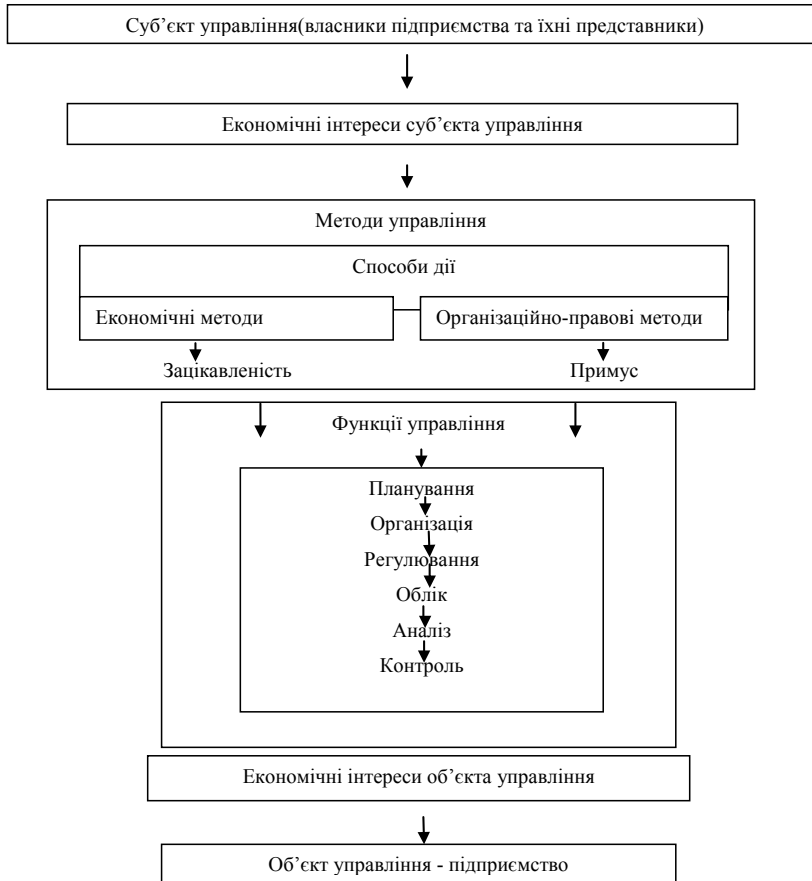 Суб’єкт управління(власники підприємства та їхні представники)
Економічні інтереси суб’єкта управління
Методи управління
Способи дії
Економічні методи
Організаційно-правові методи
Зацікавленість
Примус
Функції управління
Планування
Організація
Регулювання
Облік
Аналіз
Контроль
Економічні інтереси об’єкта управління
Об’єкт управління - підприємство